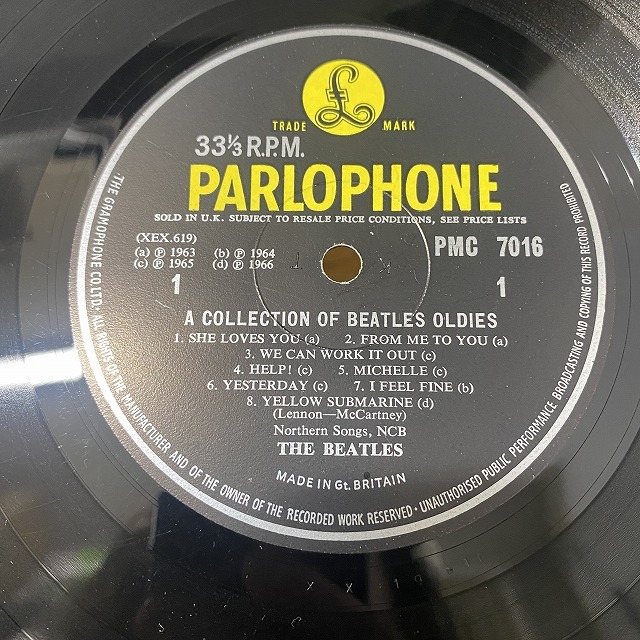 £
TRADE MARK
33⅓ R.P.M.
PARLOPHONE
SOLD IN U.K. SUBJECT TO RESALE PRICE CONDITIONS, SEE PRICE LISTS
(XEX.619)
PMC 7016
(a) ℗ 1963 (b) ℗ 1964
(c) ℗ 1965 (d) ℗ 1966
1
1
A COLLECTION OF BEATLES OLDIES
1. SHE LOVES YOU (a) 2. FROM ME TO YOU (a)
3. WE CAN WORK IT OUT (c)
4. HELP! (c) 5. MICHELLE (c)
6. YESTERDAY (c) 7. I FEEL FINE (b)
8. YELLOW SUBMARINE (d)
(Lennon—McCartney)
Northern Songs, NCB
THE BEATLES
MADE IN Gt. BRITAIN
THE GRAMOPHONE CO. LTD. ALL RIGHTS OF THE MANUFACTURER AND OF THE OWNER OF THE RECORDED WORK RESERVED · UNAUTHORISED PUBLIC PERFORMANCE BROADCASTING AND COPYING OF THIS RECORD PROHIBITED